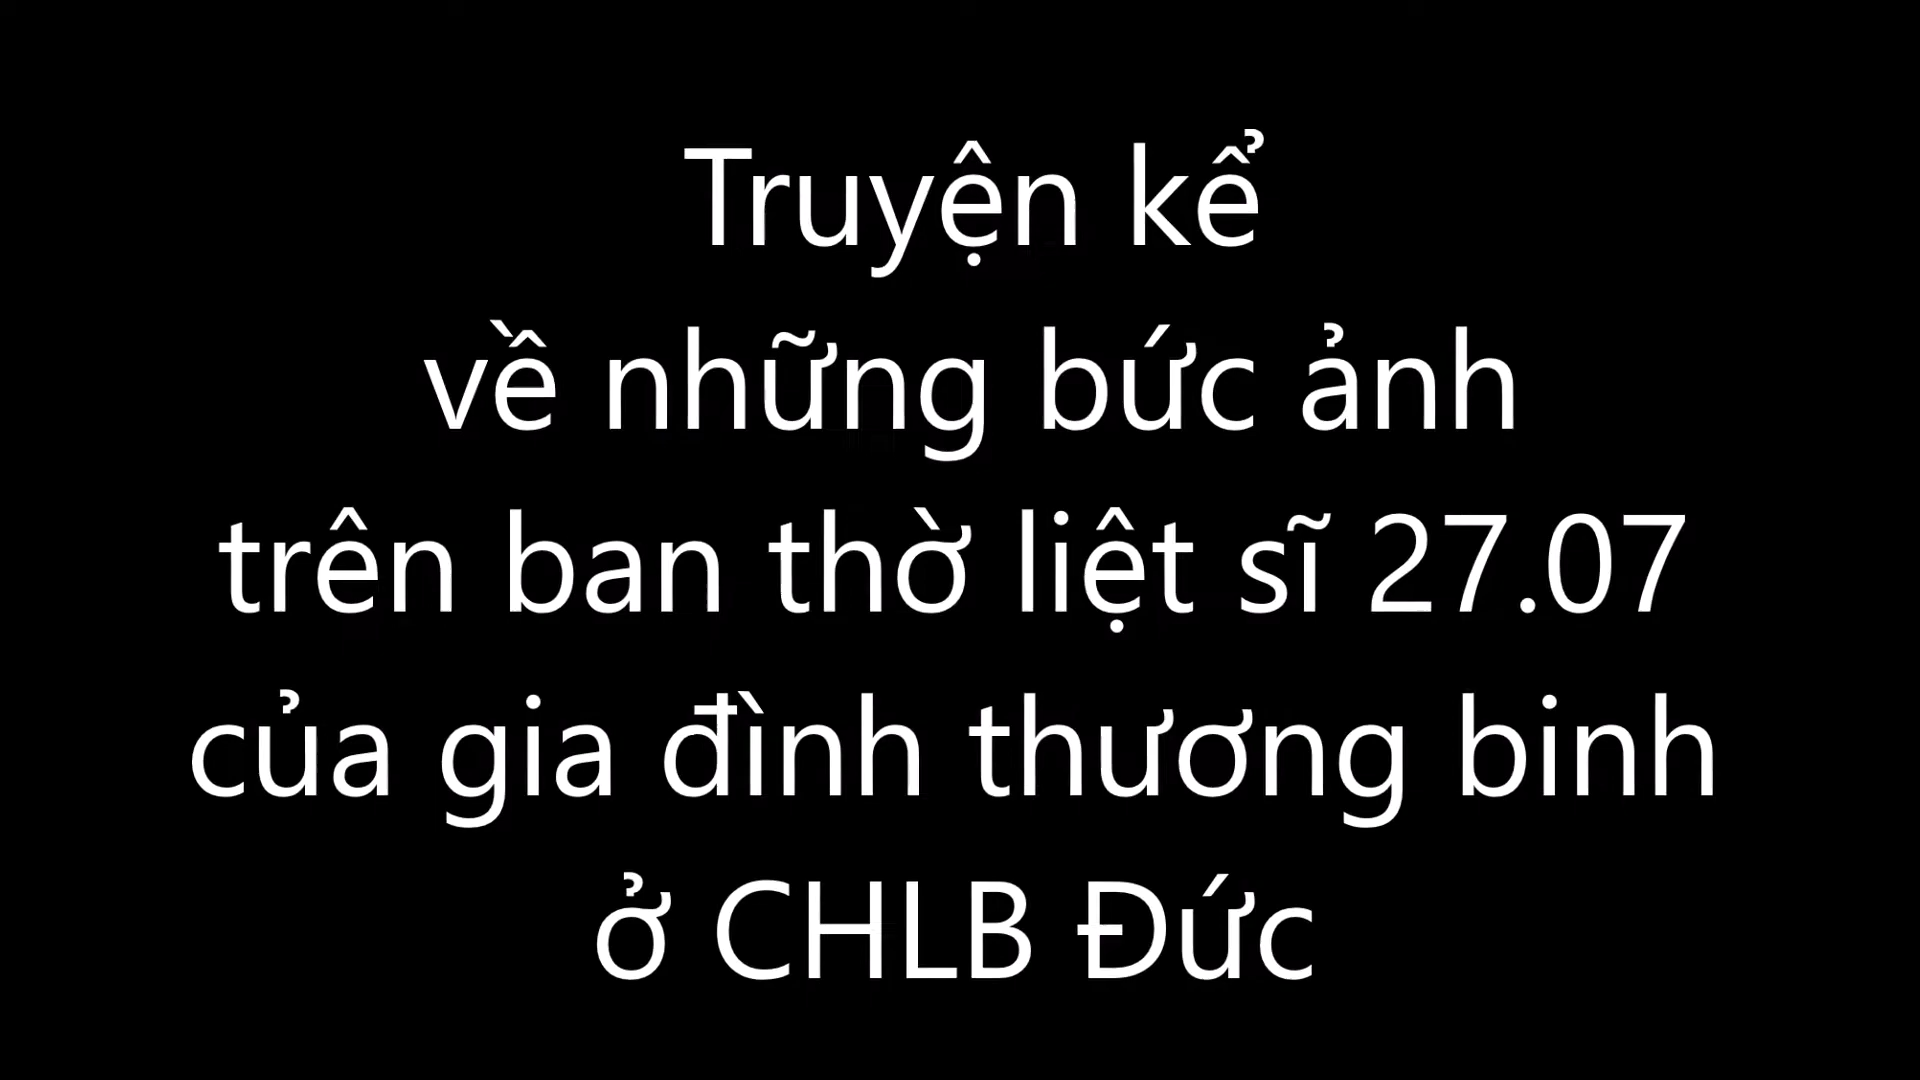 Truyện kể
về những bức ảnh
trên ban thờ liệt sĩ 27.07
của gia đình thương binh
ở CHLB Đức